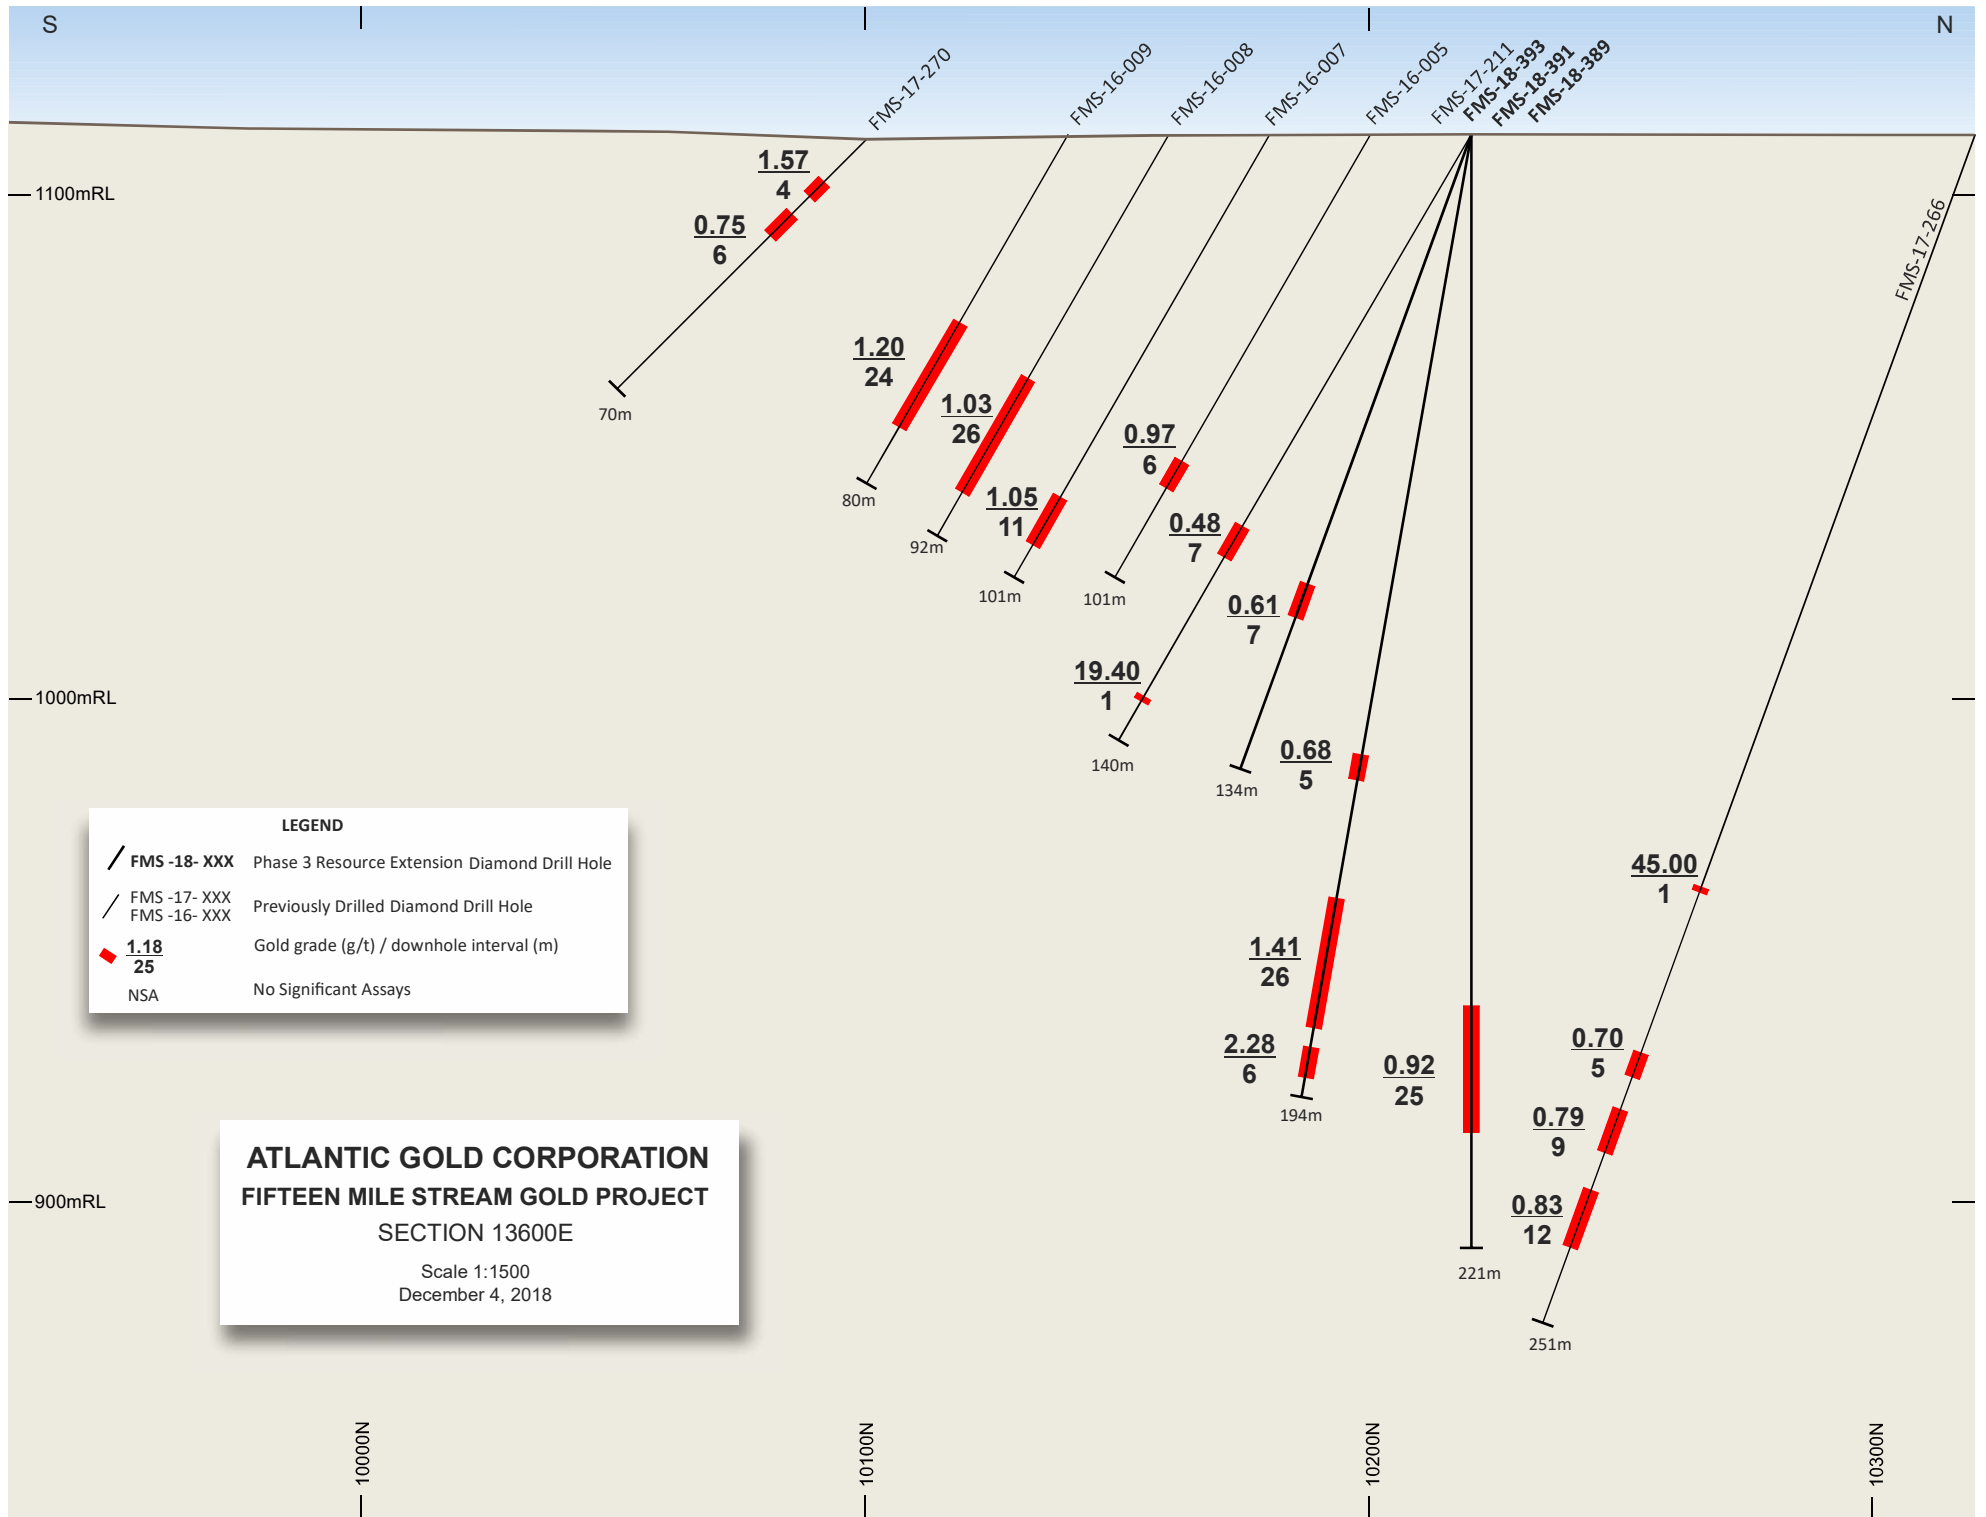 S
N
FMS-17-270
FMS-16-009
FMS-16-008
FMS-16-007
FMS-16-005
FMS-17-211
FMS-18-393
FMS-18-391
FMS-18-389
FMS-17-266
1100mRL
1000mRL
900mRL
1.57
4
0.75
6
70m
1.20
24
80m
1.03
26
92m
1.05
11
101m
0.97
6
101m
0.48
7
19.40
1
140m
0.61
7
134m
0.68
5
1.41
26
2.28
6
194m
0.92
25
221m
45.00
1
0.70
5
0.79
9
0.83
12
251m
LEGEND
FMS -18- XXX Phase 3 Resource Extension Diamond Drill Hole
FMS -17- XXX
FMS -16- XXX
Previously Drilled Diamond Drill Hole
1.18
25
Gold grade (g/t) / downhole interval (m)
NSA No Significant Assays
ATLANTIC GOLD CORPORATION
FIFTEEN MILE STREAM GOLD PROJECT
SECTION 13600E
Scale 1:1500
December 4, 2018
10000N
10100N
10200N
10300N